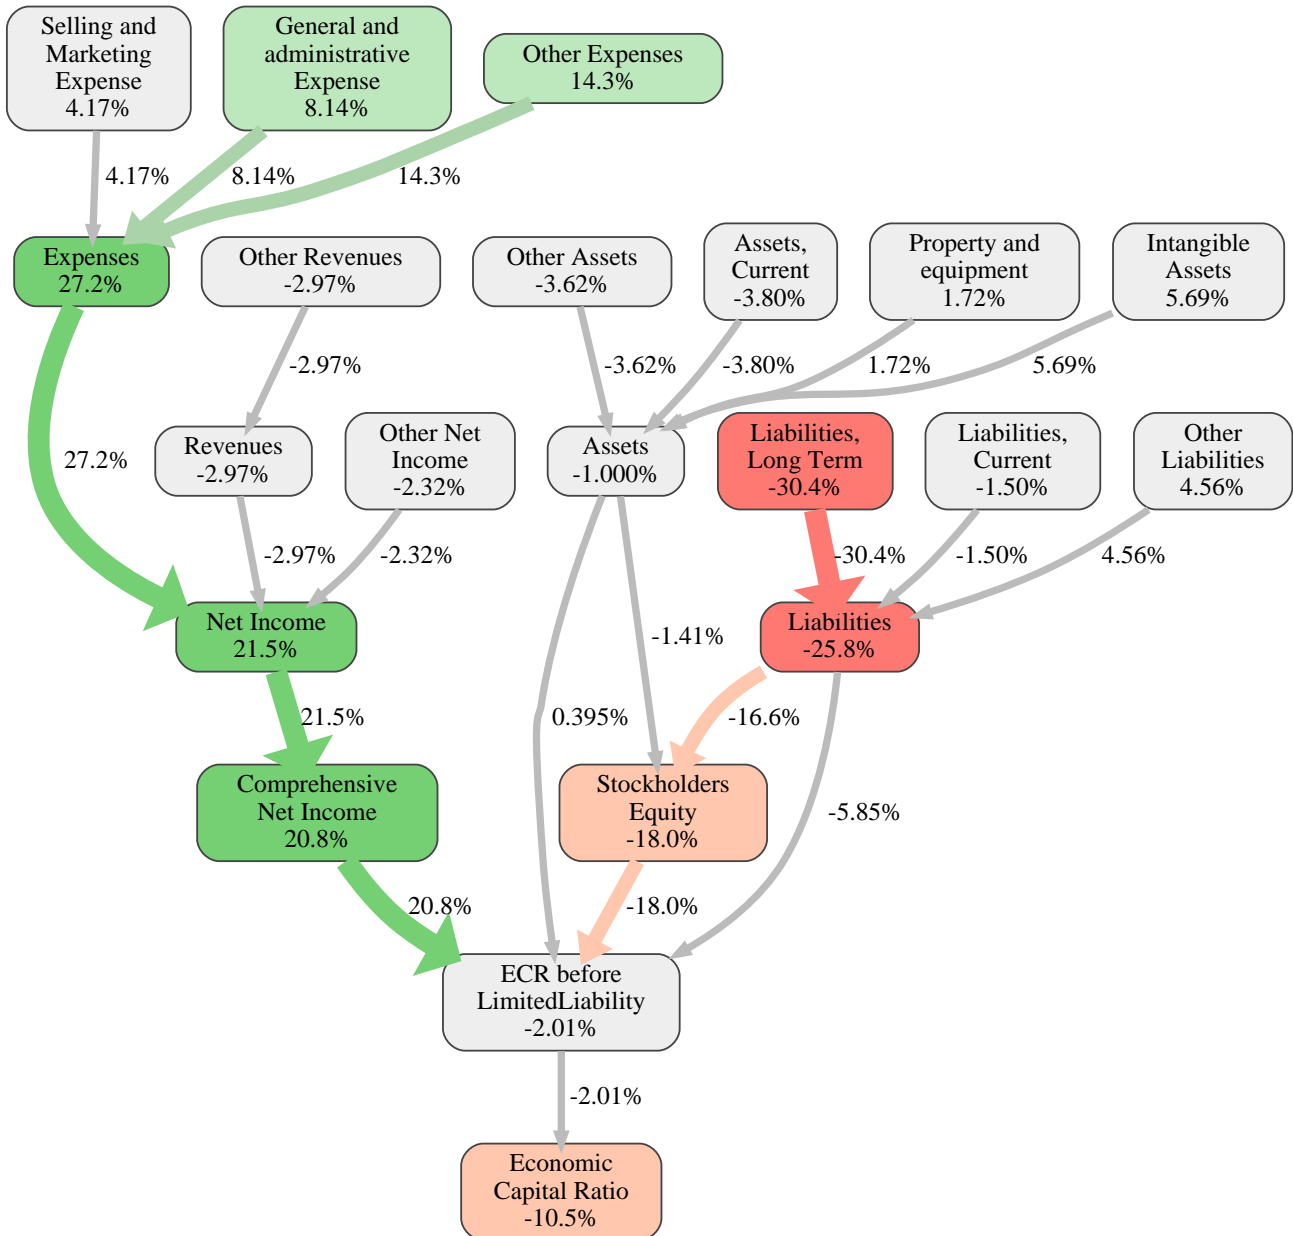 Selling and
Marketing
Expense
4.17%
General and
administrative
Expense
8.14%
Other Expenses
14.3%
4.17%
8.14%
14.3%
Expenses
27.2%
Other Revenues
-2.97%
Other Assets
-3.62%
Assets,
Current
-3.80%
Property and
equipment
1.72%
Intangible
Assets
5.69%
-2.97%
-3.62%
-3.80%
1.72%
5.69%
27.2%
Revenues
-2.97%
Other Net
Income
-2.32%
Assets
-1.000%
Liabilities,
Long Term
-30.4%
Liabilities,
Current
-1.50%
Other
Liabilities
4.56%
-2.97%
-2.32%
-30.4%
-1.50%
4.56%
Net Income
21.5%
-1.41%
Liabilities
-25.8%
21.5%
0.395%
-16.6%
Comprehensive
Net Income
20.8%
Stockholders
Equity
-18.0%
-5.85%
20.8%
-18.0%
ECR before
LimitedLiability
-2.01%
-2.01%
Economic
Capital Ratio
-10.5%